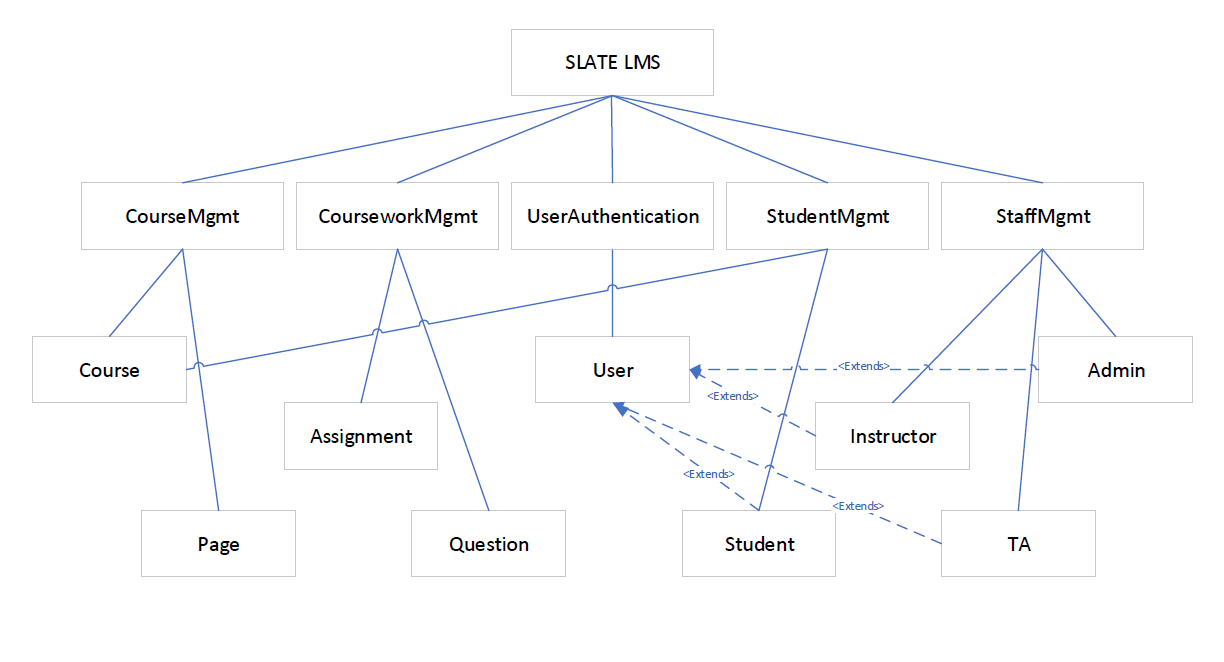 SLATE LMS
CourseMgmt
CourseworkMgmt
UserAuthentication
StudentMgmt
StaffMgmt
Course
User
<Extends>
Admin
<Extends>
Assignment
Instructor
<Extends>
<Extends>
Page
Question
Student
TA